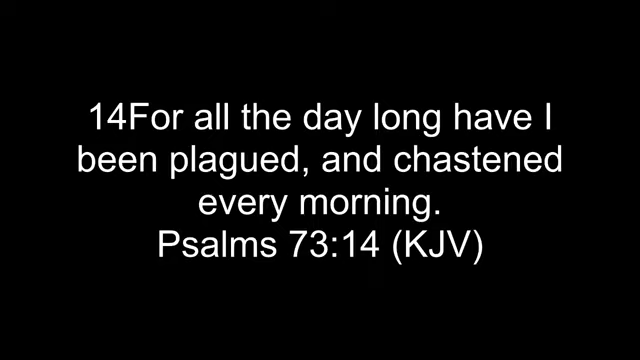 14For all the day long have I
been plagued, and chastened
every morning.
Psalms 73:14 (KJV)